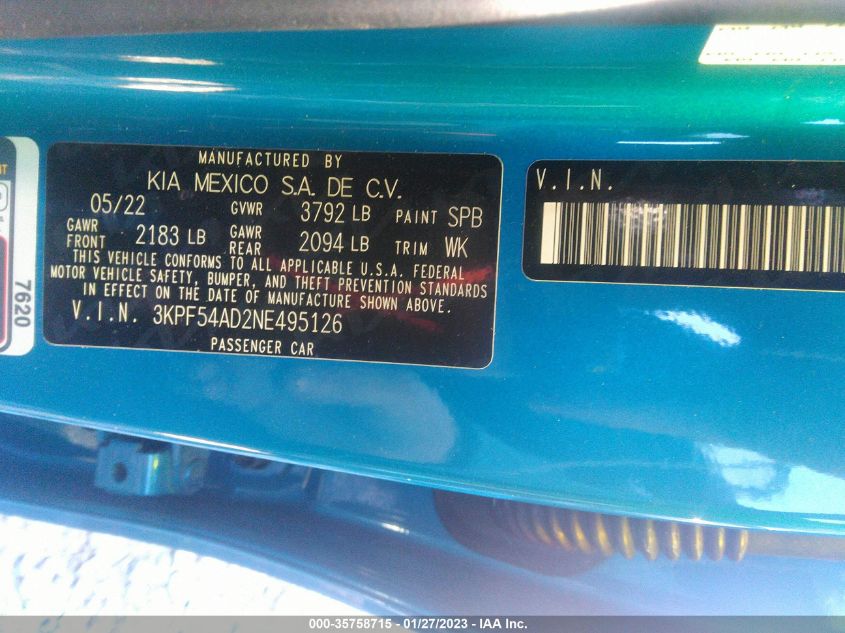 MANUFACTURED BY
KIA MEXICO S.A. DE C.V.
05/22 GVWR 3792 LB PAINT SPB
GAWR FRONT 2183 LB GAWR REAR 2094 LB TRIM WK
THIS VEHICLE CONFORMS TO ALL APPLICABLE U.S.A. FEDERAL
MOTOR VEHICLE SAFETY, BUMPER, AND THEFT PREVENTION STANDARDS
IN EFFECT ON THE DATE OF MANUFACTURE SHOWN ABOVE.
V.I.N. 3KPF54AD2NE495126
PASSENGER CAR
V.I.N.
7620
000-35758715 - 01/27/2023 - IAA Inc.